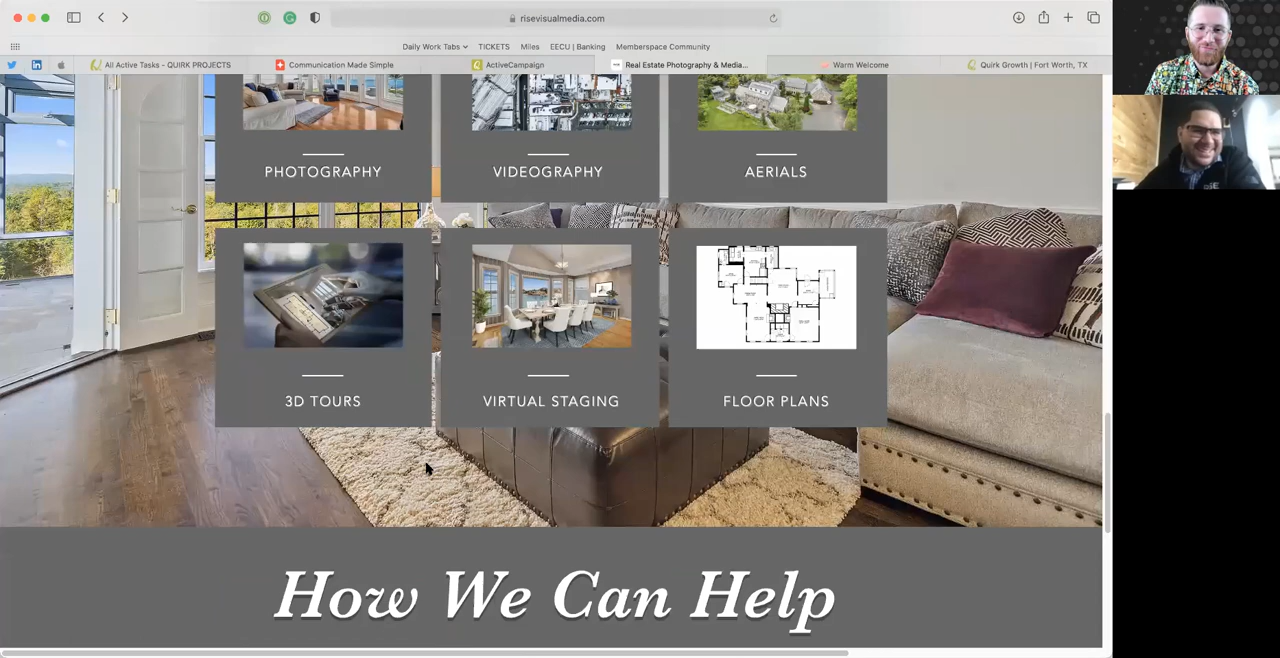 risevisualmedia.com
Daily Work Tabs TICKETS Miles EECU | Banking Memberspace Community
All Active Tasks - QUIRK PROJECTS Communication Made Simple ActiveCampaign Real Estate Photography & Media... Warm Welcome Quirk Growth | Fort Worth, TX
PHOTOGRAPHY VIDEOGRAPHY AERIALS
3D TOURS VIRTUAL STAGING FLOOR PLANS
How We Can Help